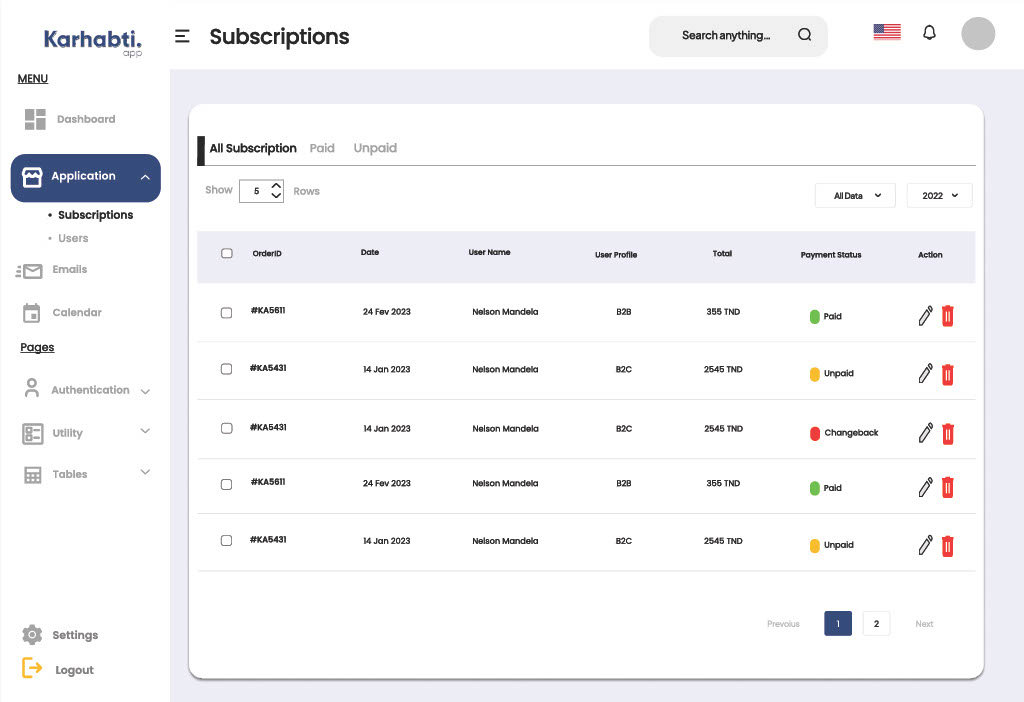 Karhabti.
app
Subscriptions
Search anything...
MENU
Dashboard
Application
Subscriptions
Users
Emails
Calendar
Pages
Authentication
Utility
Tables
Settings
Logout
All Subscription Paid Unpaid
Show 5 Rows
All Data 2022
OrderID Date User Name User Profile Total Payment Status Action
#KA5611 24 Fev 2023 Nelson Mandela B2B 355 TND Paid
#KA5431 14 Jan 2023 Nelson Mandela B2C 2545 TND Unpaid
#KA5431 14 Jan 2023 Nelson Mandela B2C 2545 TND Changeback
#KA5611 24 Fev 2023 Nelson Mandela B2B 355 TND Paid
#KA5431 14 Jan 2023 Nelson Mandela B2C 2545 TND Unpaid
Prevaius 1 2 Next